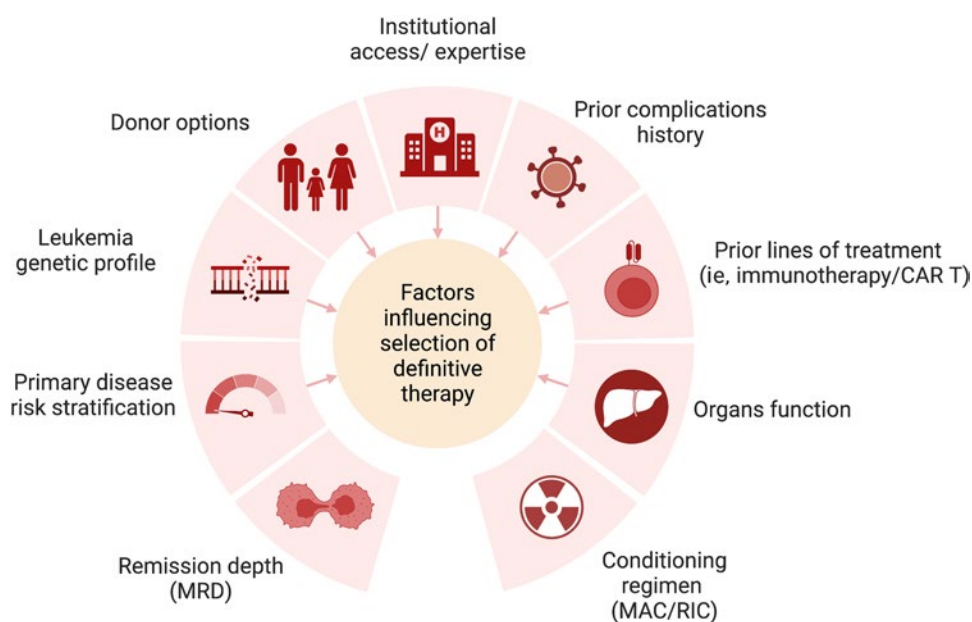 Institutional
access/ expertise
Donor options
Prior complications
history
H
Leukemia
genetic profile
Prior lines of treatment
(ie, immunotherapy/CAR T)
Factors
influencing
selection of
definitive
therapy
Primary disease
risk stratification
Organs function
Remission depth
(MRD)
Conditioning
regimen
(MAC/RIC)